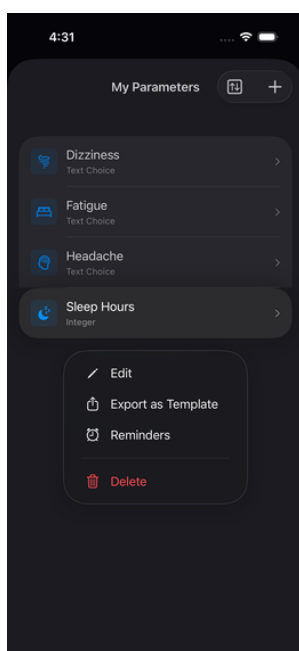 4:31
My Parameters
Dizziness
Text Choice
Fatigue
Text Choice
Headache
Text Choice
Sleep Hours
Integer
Edit
Export as Template
Reminders
Delete